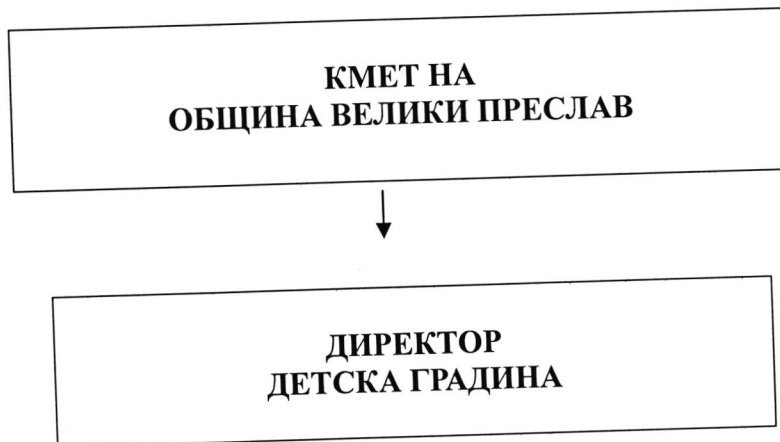 КМЕТ НА
ОБЩИНА ВЕЛИКИ ПРЕСЛАВ
ДИРЕКТОР
ДЕТСКА ГРАДИНА